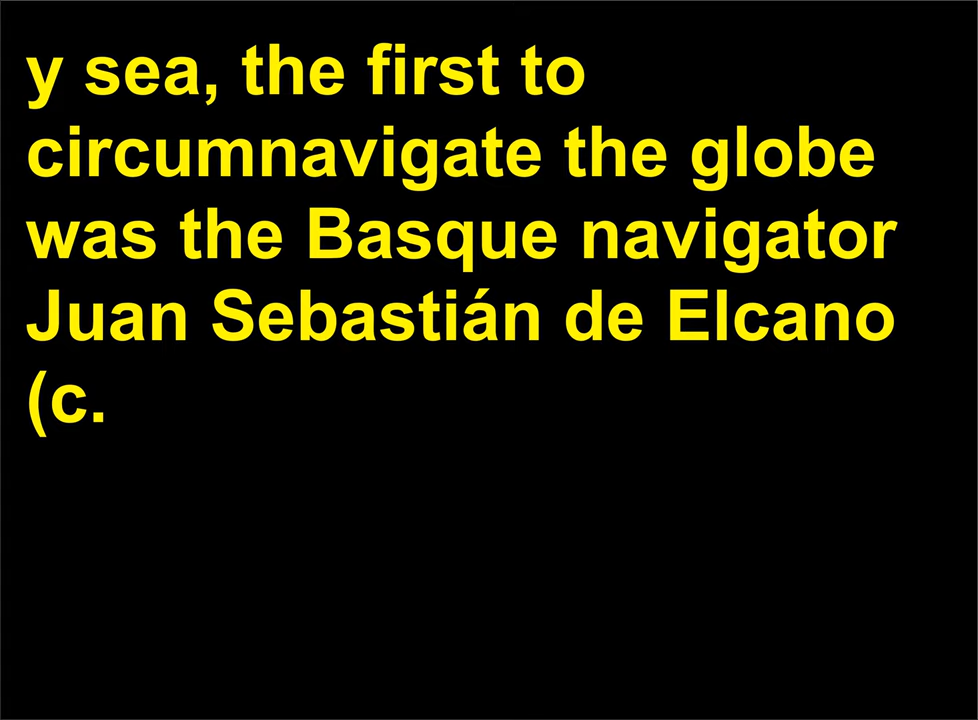 y sea, the first to
circumnavigate the globe
was the Basque navigator
Juan Sebastián de Elcano
(c.